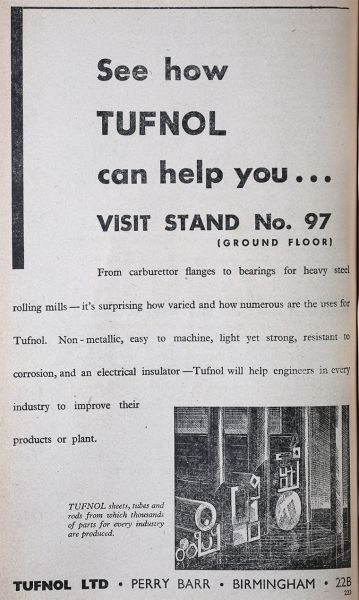 See how
TUFNOL
can help you...
VISIT STAND No. 97
(GROUND FLOOR)
From carburettor flanges to bearings for heavy steel
rolling mills — it's surprising how varied and how numerous are the uses for
Tufnol. Non-metallic, easy to machine, light yet strong, resistant to
corrosion, and an electrical insulator — Tufnol will help engineers in every
industry to improve their
products or plant.
TUFNOL sheets, tubes and
rods from which thousands
of parts for every industry
are produced.
TUFNOL LTD • PERRY BARR • BIRMINGHAM • 22B
233